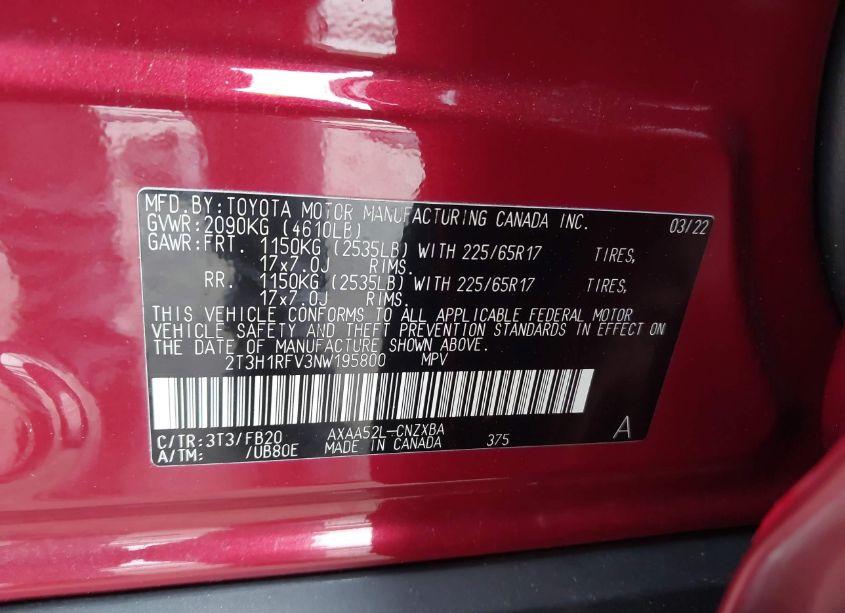 MFD.BY:TOYOTA MOTOR MANUFACTURING CANADA INC. 03/22
GVWR:2090KG (4610LB)
GAWR:FRT. 1150KG (2535LB) WITH 225/65R17 TIRES,
17x7.0J RIMS.
RR. 1150KG (2535LB) WITH 225/65R17 TIRES,
17x7.0J RIMS.
THIS VEHICLE CONFORMS TO ALL APPLICABLE FEDERAL MOTOR
VEHICLE SAFETY AND THEFT PREVENTION STANDARDS IN EFFECT ON
THE DATE OF MANUFACTURE SHOWN ABOVE.
2T3H1RFV3NW195800 MPV
C/TR:3T3/FB20 AXAA52L-CNZXBA 375 A
A/TM: /UB80E MADE IN CANADA